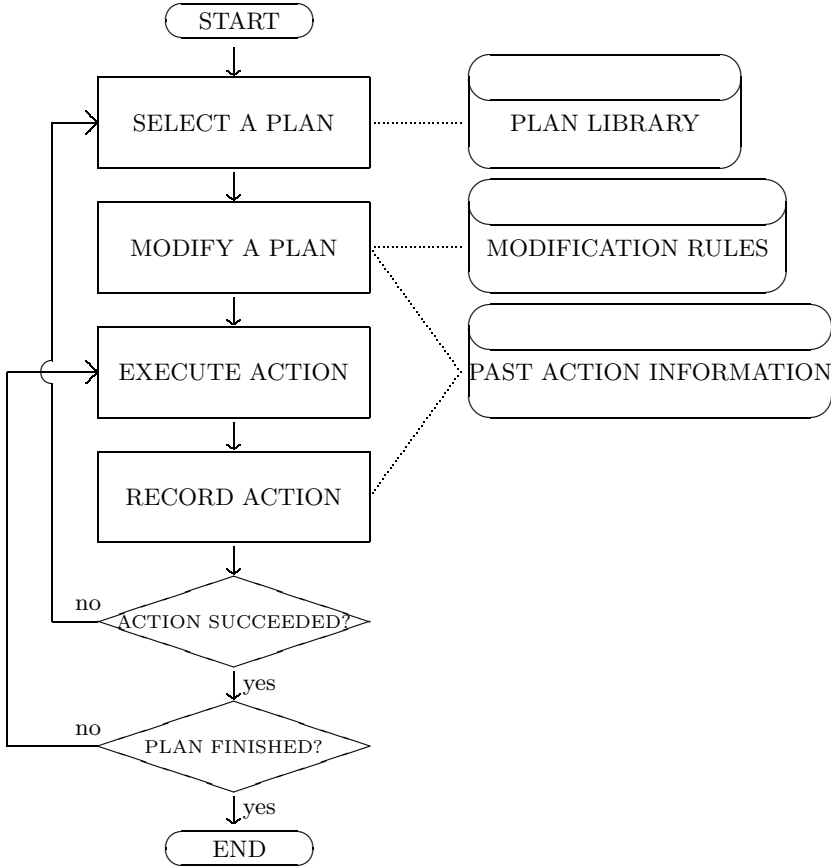 START
SELECT A PLAN
PLAN LIBRARY
MODIFY A PLAN
MODIFICATION RULES
EXECUTE ACTION
PAST ACTION INFORMATION
RECORD ACTION
no
ACTION SUCCEEDED?
yes
no
PLAN FINISHED?
yes
END